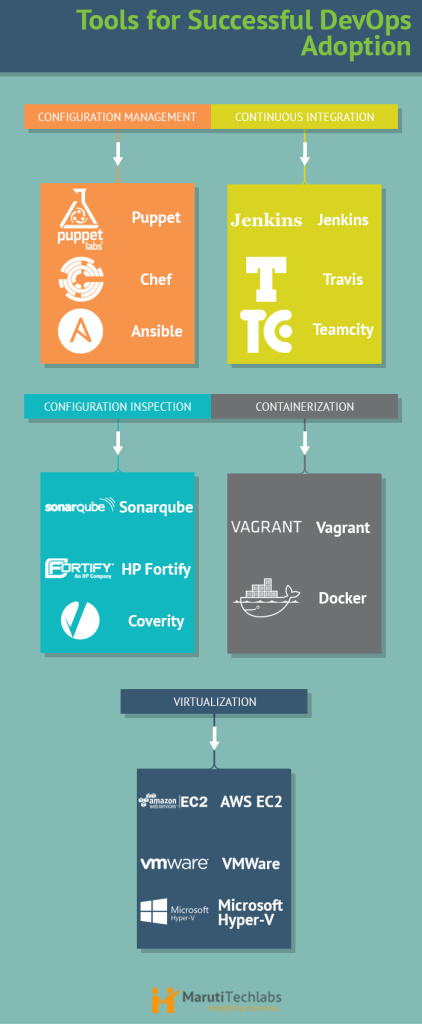 Tools for Successful DevOps
Adoption
CONFIGURATION MANAGEMENT
CONTINUOUS INTEGRATION
puppet
labs
Puppet
Chef
Ansible
Jenkins
Jenkins
T
Travis
TC
Teamcity
CONFIGURATION INSPECTION
CONTAINERIZATION
sonarqube
Sonarqube
FORTIFY
An HP Company
HP Fortify
Coverity
VAGRANT
Vagrant
Docker
VIRTUALIZATION
amazon
web services
EC2
AWS EC2
vmware
VMWare
Microsoft
Hyper-V
Microsoft
Hyper-V
MarutiTechlabs